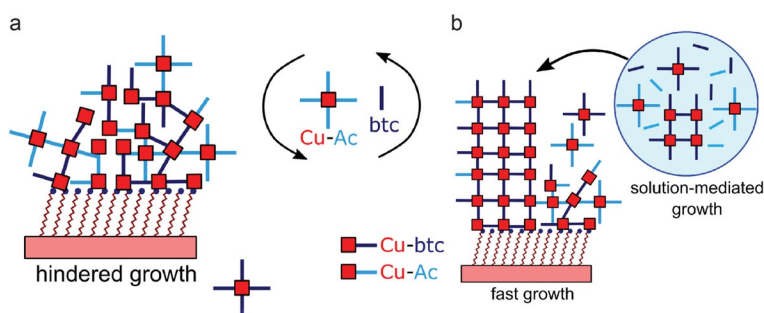 a
Cu-Ac
btc
hindered growth
Cu-btc
Cu-Ac
b
solution-mediated
growth
fast growth